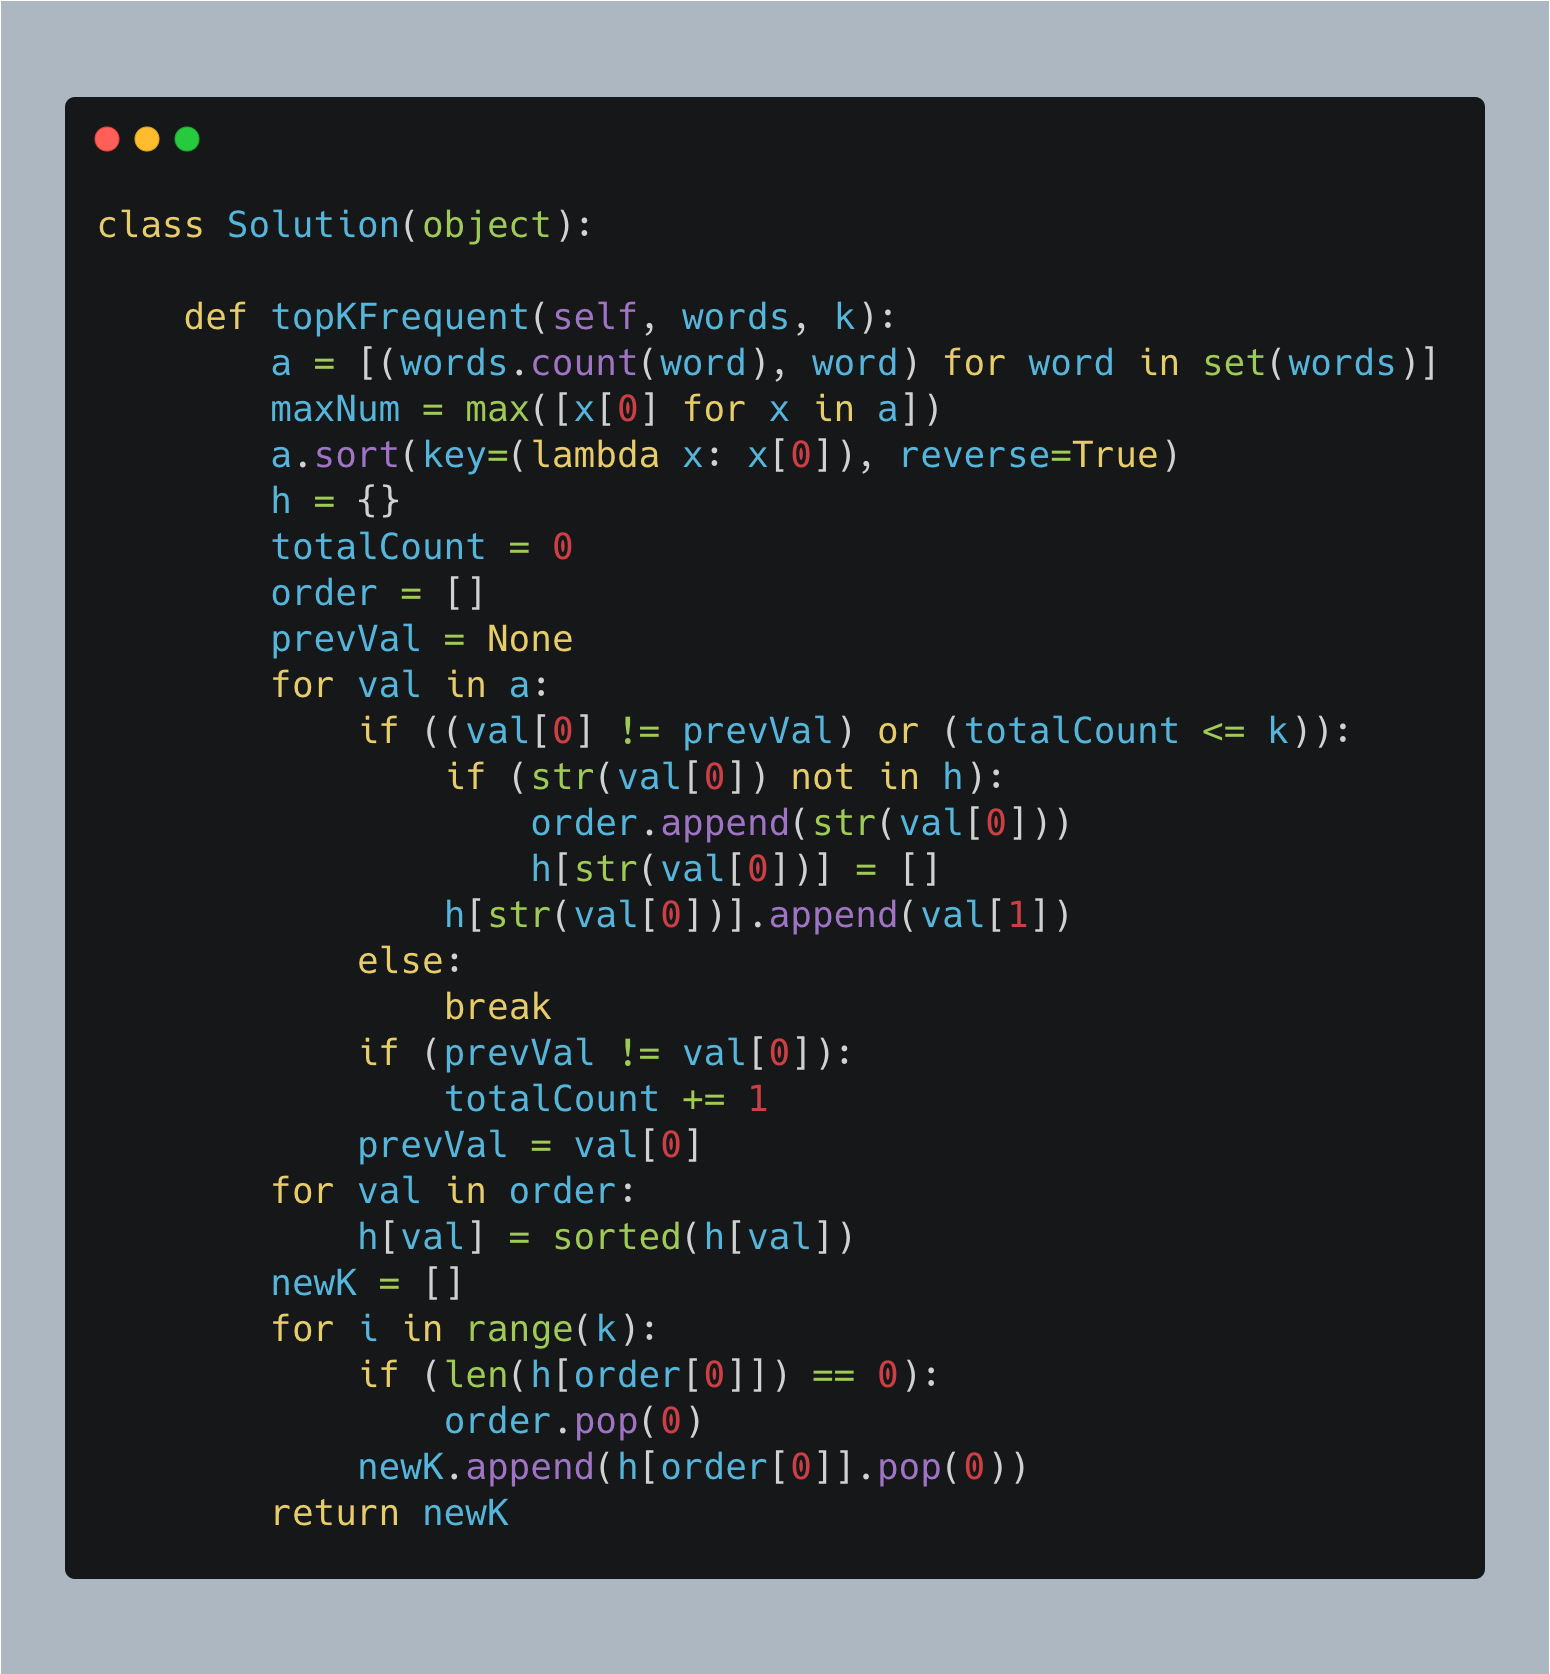 class Solution(object):

    def topKFrequent(self, words, k):
        a = [(words.count(word), word) for word in set(words)]
        maxNum = max([x[0] for x in a])
        a.sort(key=(lambda x: x[0]), reverse=True)
        h = {}
        totalCount = 0
        order = []
        prevVal = None
        for val in a:
            if ((val[0] != prevVal) or (totalCount <= k)):
                if (str(val[0]) not in h):
                    order.append(str(val[0]))
                    h[str(val[0])] = []
                h[str(val[0])].append(val[1])
            else:
                break
            if (prevVal != val[0]):
                totalCount += 1
            prevVal = val[0]
        for val in order:
            h[val] = sorted(h[val])
        newK = []
        for i in range(k):
            if (len(h[order[0]]) == 0):
                order.pop(0)
            newK.append(h[order[0]].pop(0))
        return newK